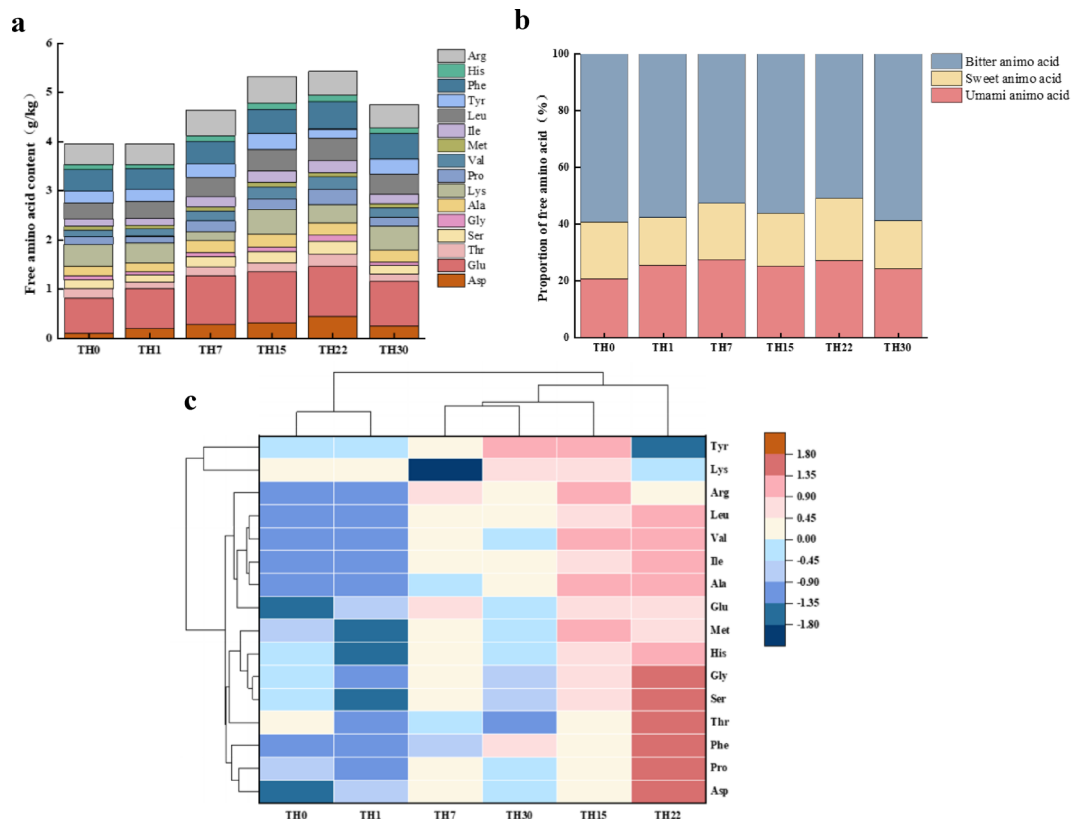 a
Free amino acid content（g/kg）
6
5
4
3
2
1
0
TH0 TH1 TH7 TH15 TH22 TH30
Arg
His
Phe
Tyr
Leu
Ile
Met
Val
Pro
Lys
Ala
Gly
Ser
Thr
Glu
Asp
b
Proportion of free amino acid（%）
100
80
60
40
20
0
TH0 TH1 TH7 TH15 TH22 TH30
Bitter animo acid
Sweet animo acid
Umami animo acid
c
Tyr
Lys
Arg
Leu
Val
Ile
Ala
Glu
Met
His
Gly
Ser
Thr
Phe
Pro
Asp
TH0 TH1 TH7 TH30 TH15 TH22
1.80
1.35
0.90
0.45
0.00
-0.45
-0.90
-1.35
-1.80